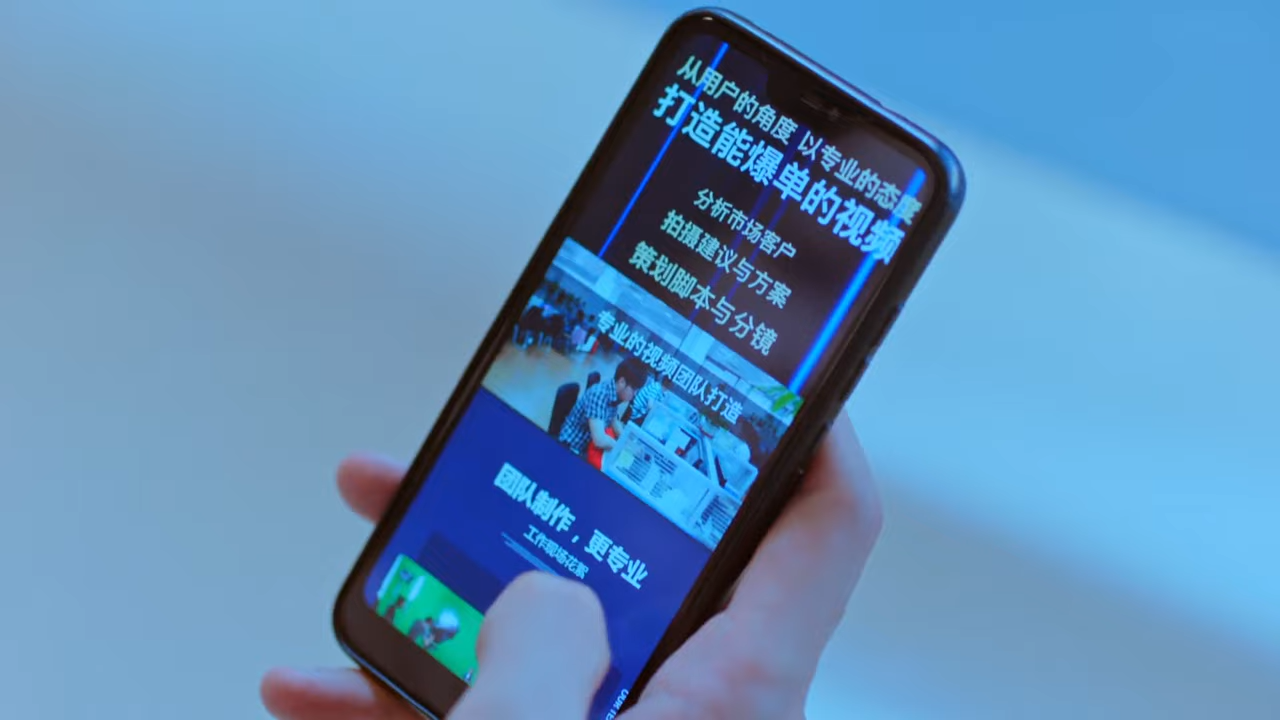 从用户的角度 以专业的态度
打造能爆单的视频
分析市场客户
拍摄建议与方案
策划脚本与分镜
专业的视频团队打造
团队制作，更专业
工作现场花絮